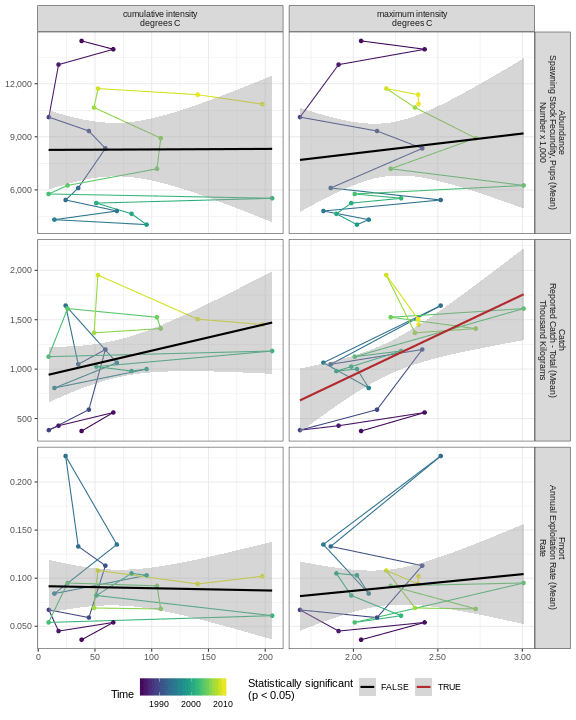 cumulative intensity
degrees C
maximum intensity
degrees C
12,000
9,000
6,000
Abundance
Spawning Stock Fecundity, Pups (Mean)
Number x 1,000
2,000
1,500
1,000
500
Catch
Reported Catch - Total (Mean)
Thousand Kilograms
0.200
0.150
0.100
0.050
Fmort
Annual Exploitation Rate (Mean)
Rate
0
50
100
150
200
2.00
2.50
3.00
Time
1990
2000
2010
Statistically significant
(p < 0.05)
FALSE
TRUE